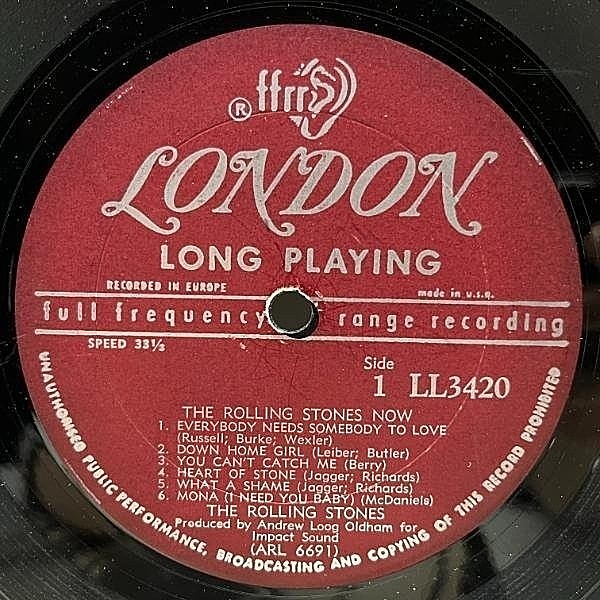 ffrr
®
LONDON
LONG PLAYING
RECORDED IN EUROPE
made in u.s.a.
full frequency range recording
SPEED 33⅓
Side
1 LL3420
THE ROLLING STONES NOW
1. EVERYBODY NEEDS SOMEBODY TO LOVE
(Russell; Burke; Wexler)
2. DOWN HOME GIRL (Leiber; Butler)
3. YOU CAN'T CATCH ME (Berry)
4. HEART OF STONE (Jagger; Richards)
5. WHAT A SHAME (Jagger; Richards)
6. MONA (I NEED YOU BABY) (McDaniels)
THE ROLLING STONES
Produced by Andrew Loog Oldham for
Impact Sound
(ARL 6691)
UNAUTHORISED PUBLIC PERFORMANCE, BROADCASTING AND COPYING OF THIS RECORD PROHIBITED